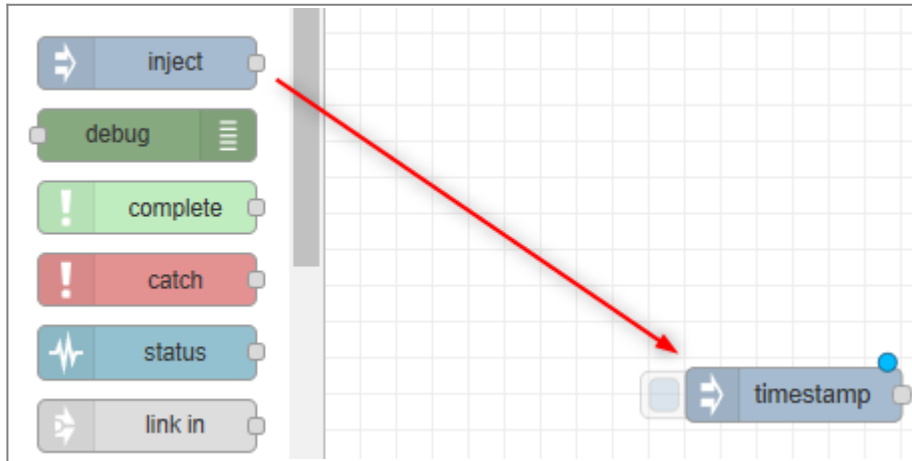 inject
debug
complete
catch
status
link in
timestamp